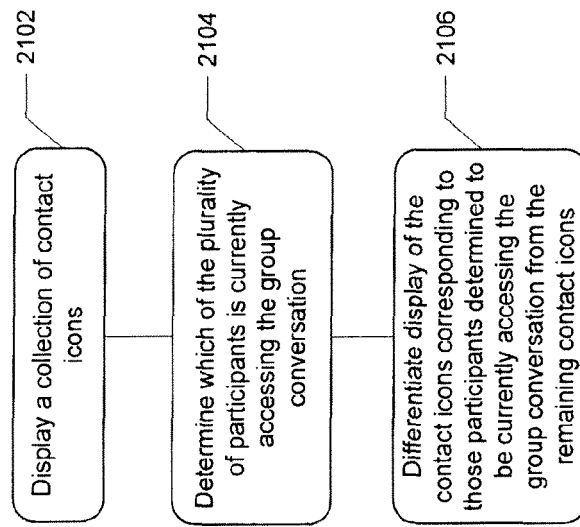 2102
Display a collection of contact
icons
2104
Determine which of the plurality
of participants is currently
accessing the group
conversation
2106
Differentiate display of the
contact icons corresponding to
those participants determined to
be currently accessing the
group conversation from the
remaining contact icons